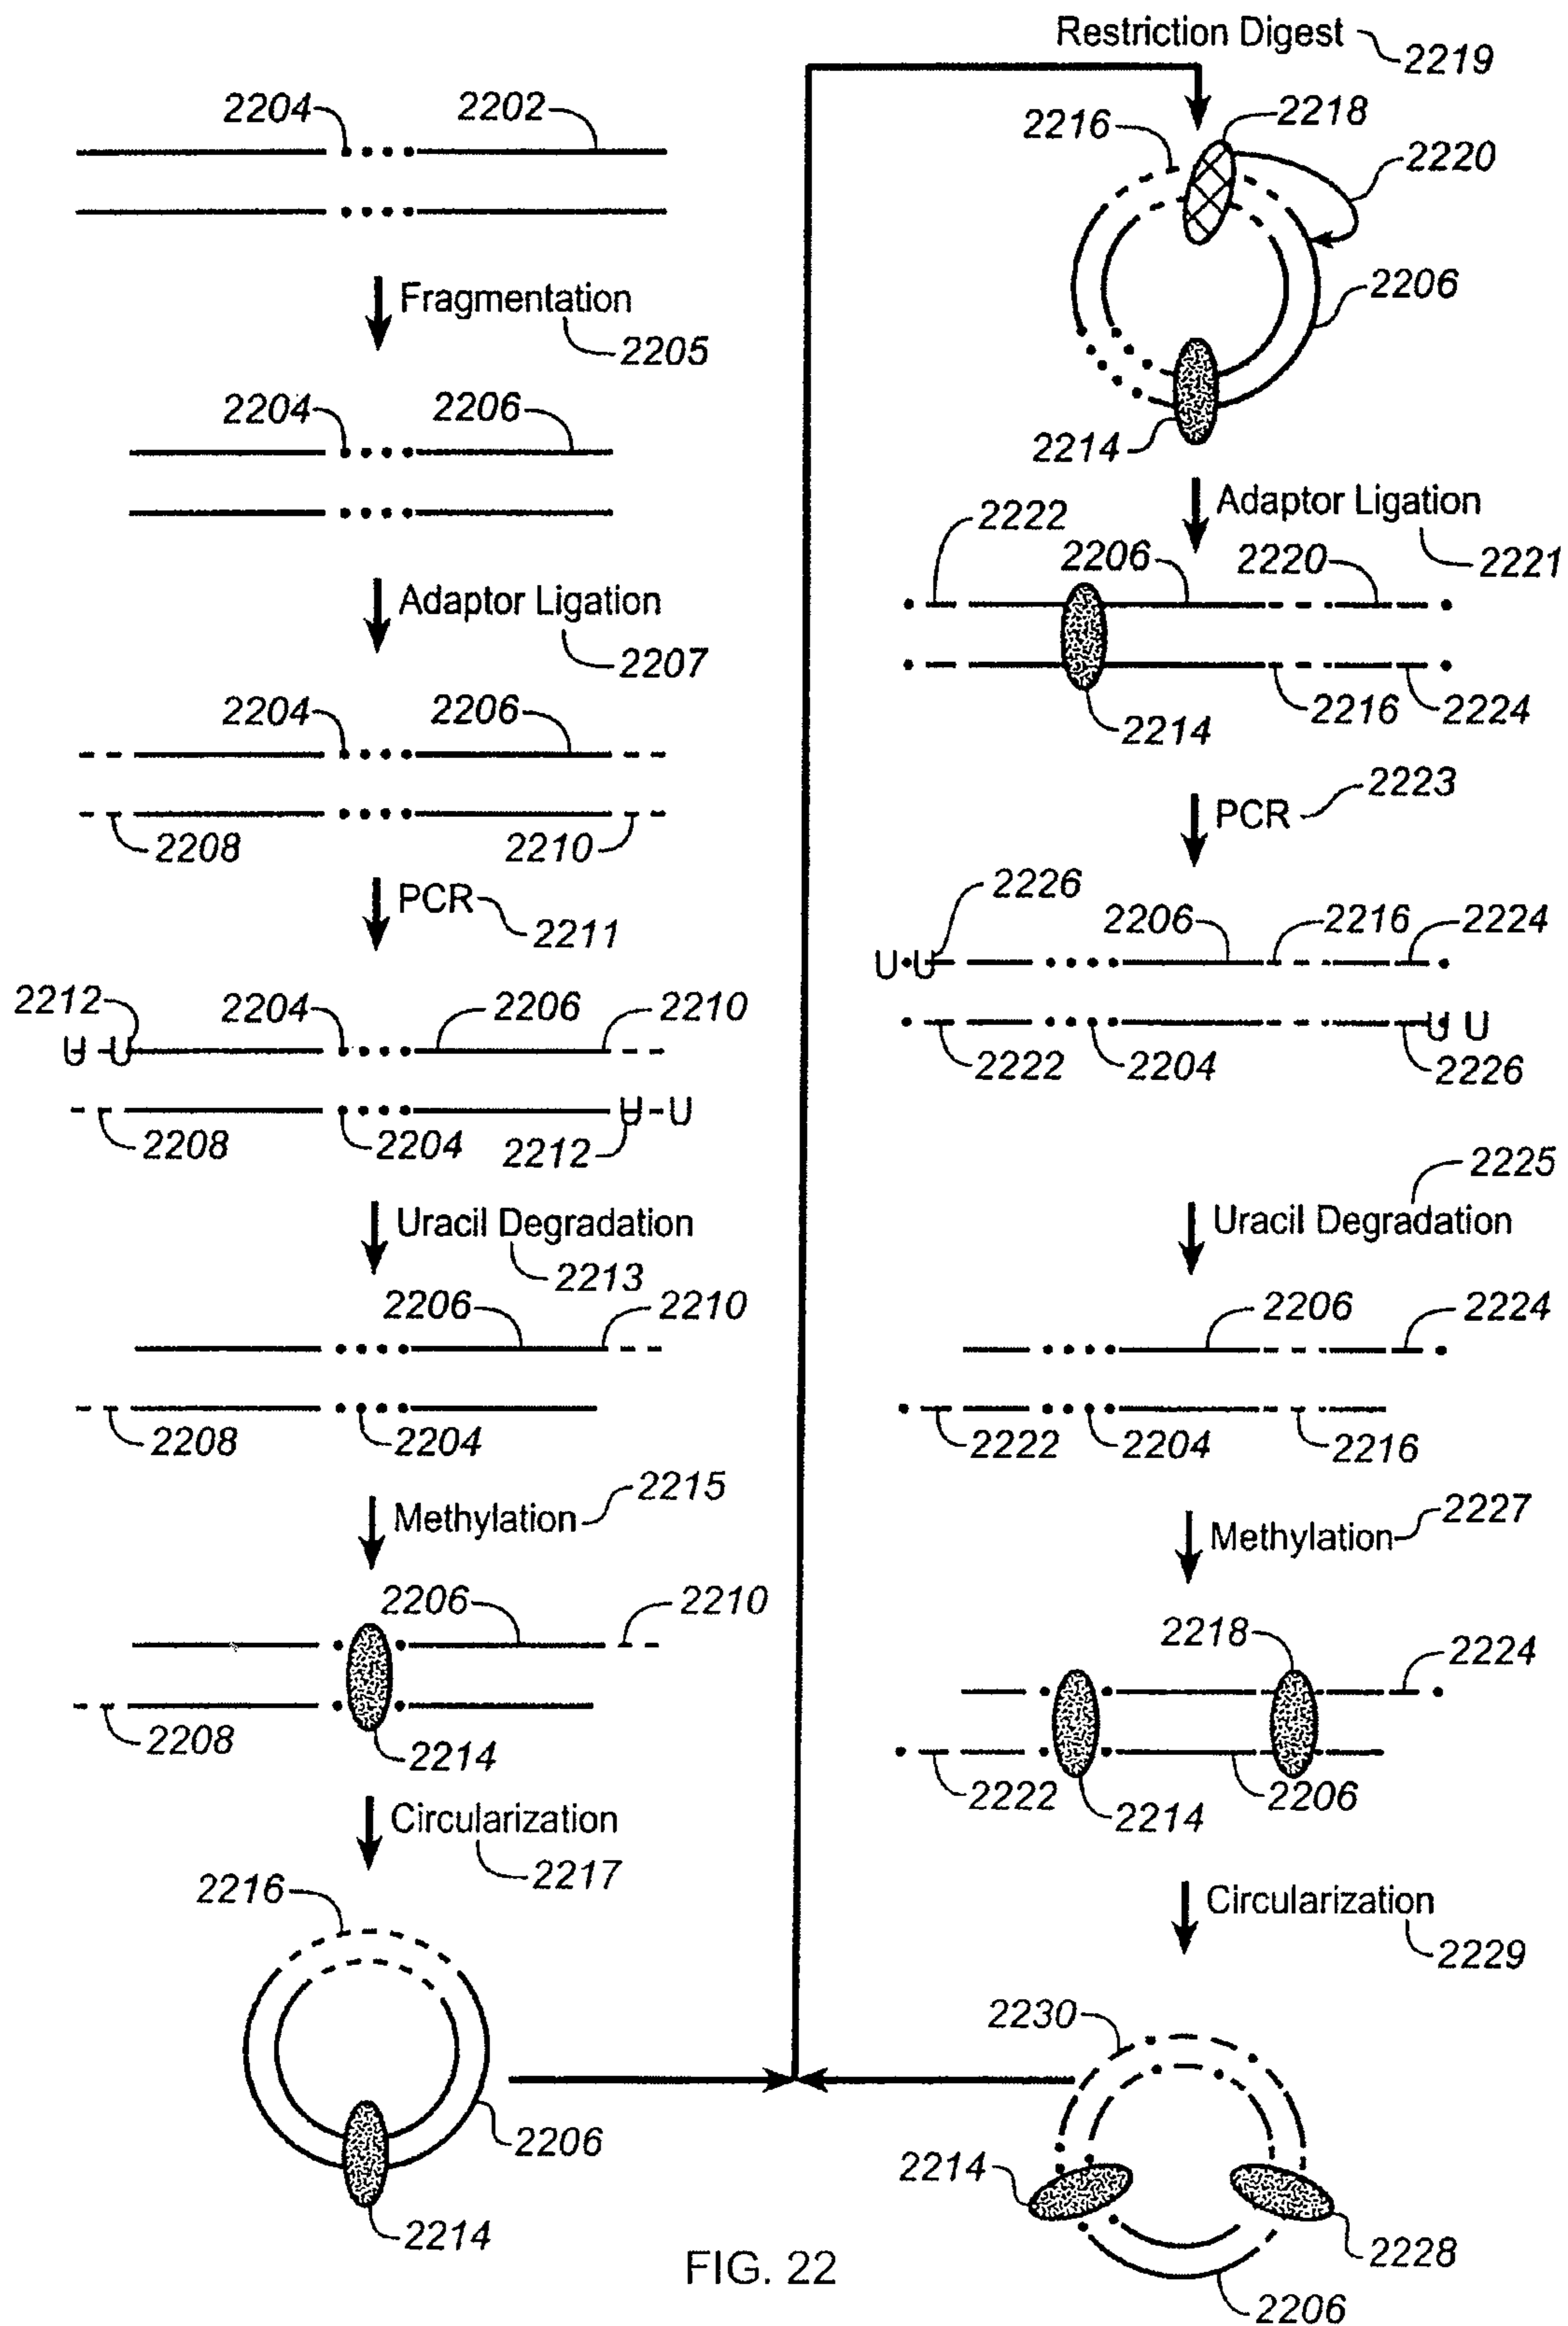 2204 2202
Fragmentation
2205
2204 2206
Adaptor Ligation
2207
2204 2206
2208 2210
PCR
2211
2212 2204 2206 2210
U U
U U
2208 2204 2212
Uracil Degradation
2213
2206 2210
2208 2204
2215
Methylation
2206 2210
2208 2214
Circularization
2217
2216
2206
2214
Restriction Digest
2219
2216 2218
2220
2206
2214
Adaptor Ligation
2221
2222 2206 2220
2214 2216 2224
2223
PCR
2226 2206 2216 2224
U U
U U
2222 2204 2226
2225
Uracil Degradation
2206 2224
2222 2204 2216
2227
Methylation
2218 2224
2222 2214 2206
Circularization
2229
2230
2214
2228
2206
FIG. 22